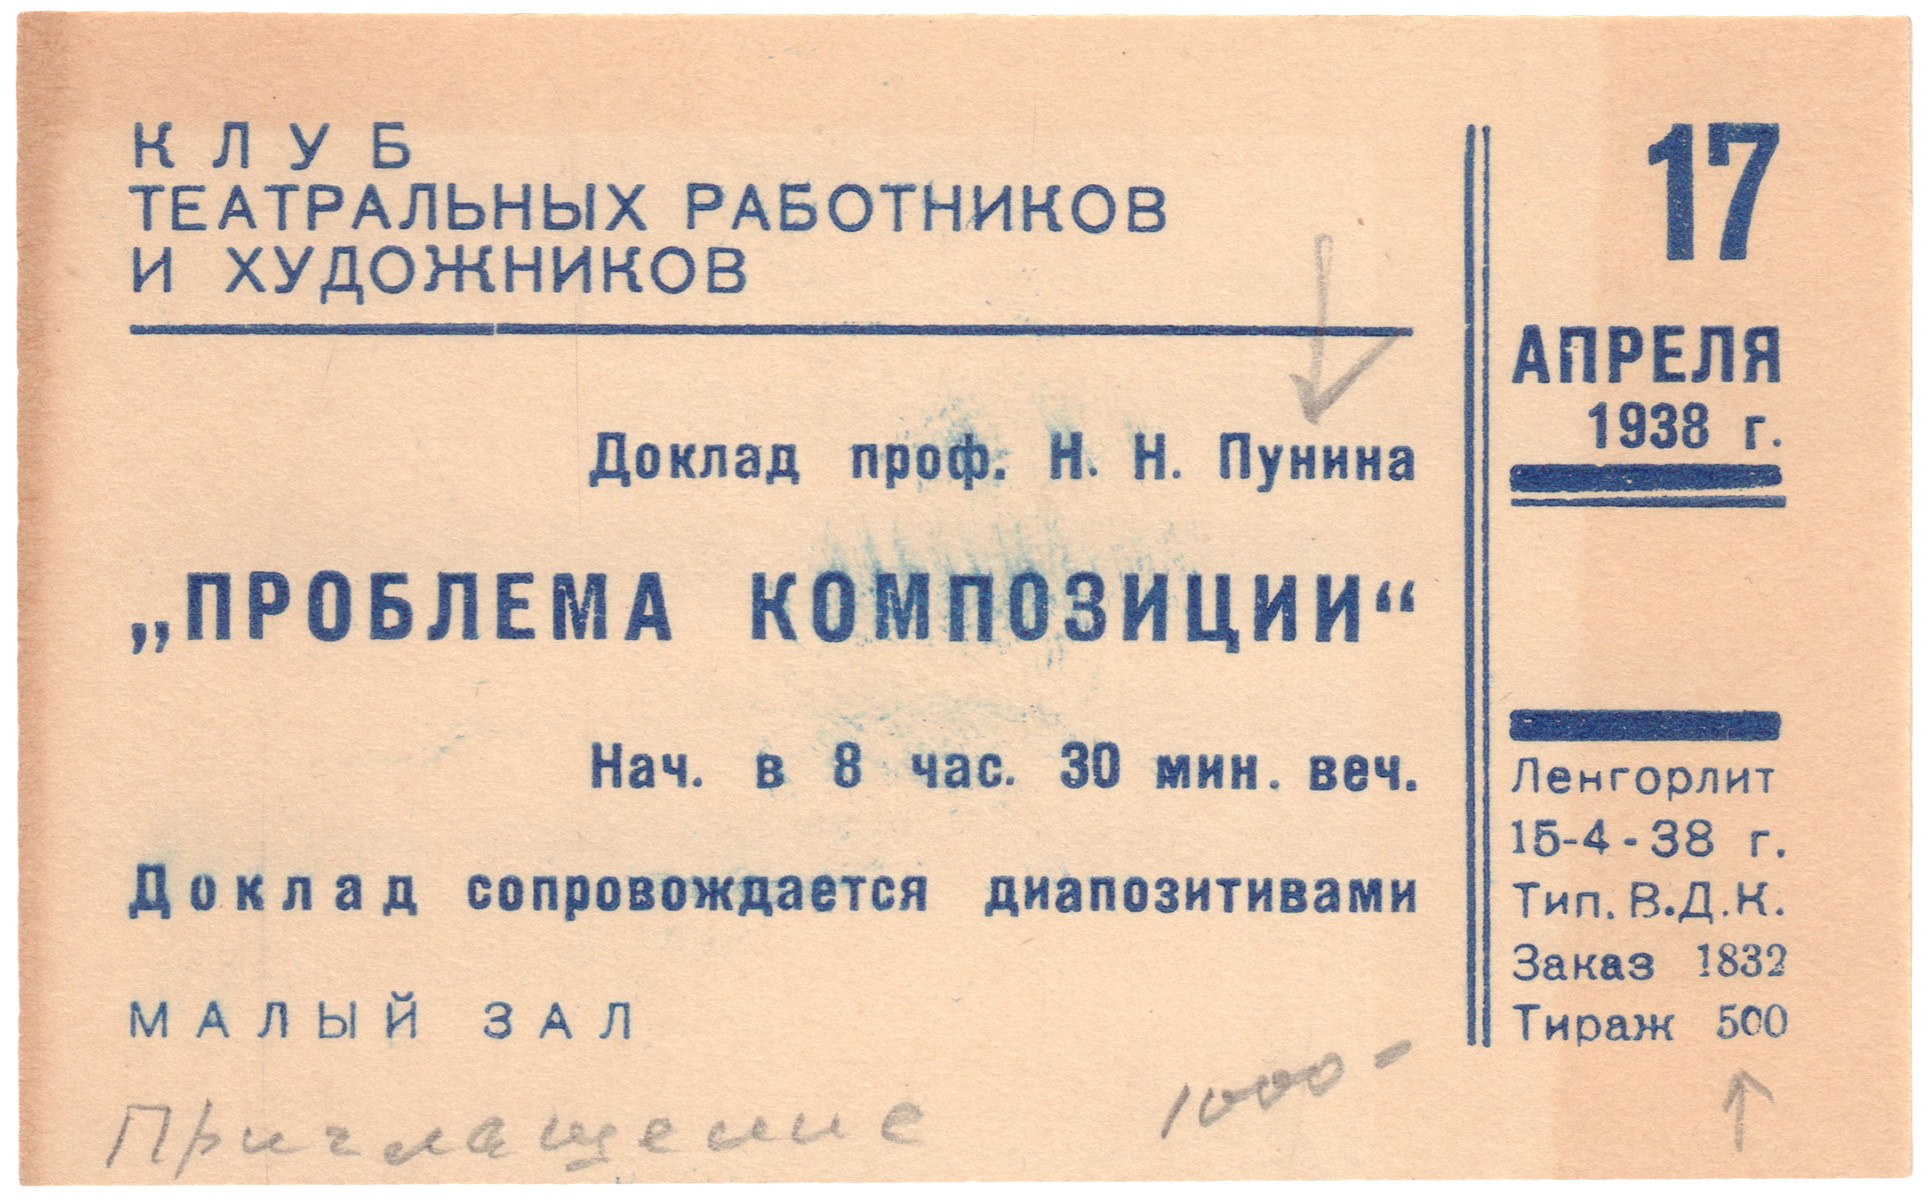 КЛУБ
ТЕАТРАЛЬНЫХ РАБОТНИКОВ
И ХУДОЖНИКОВ
Доклад проф. Н. Н. Пунина
„ПРОБЛЕМА КОМПОЗИЦИИ“
Нач. в 8 час. 30 мин. веч.
Доклад сопровождается диапозитивами
МАЛЫЙ ЗАЛ
17
АПРЕЛЯ
1938 г.
Ленгорлит
15-4-38 г.
Тип. В.Д.К.
Заказ 1832
Тираж 500
Приглашение
1000-